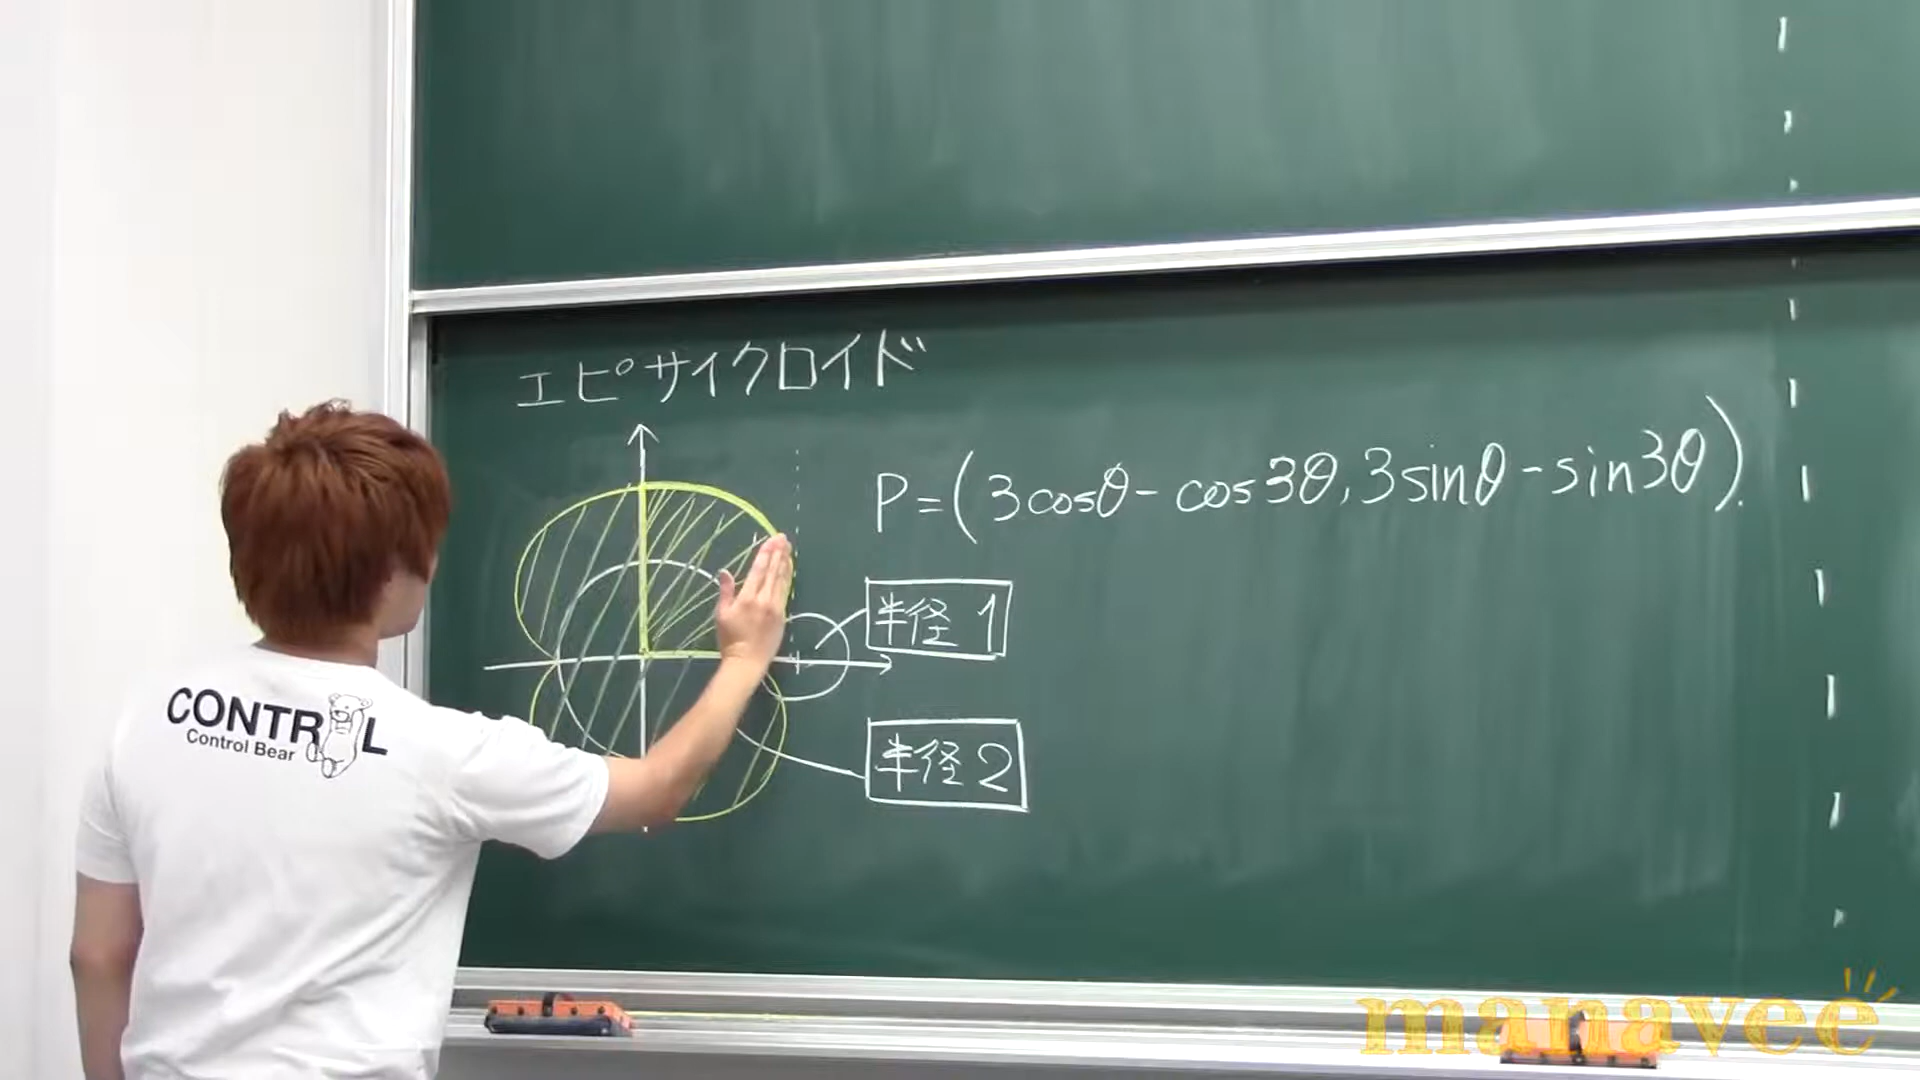 エピサイクロイド
P=(3cosθ-cos3θ, 3sinθ-sin3θ).
半径 1
半径 2
CONTROL
Control Bear
manavee